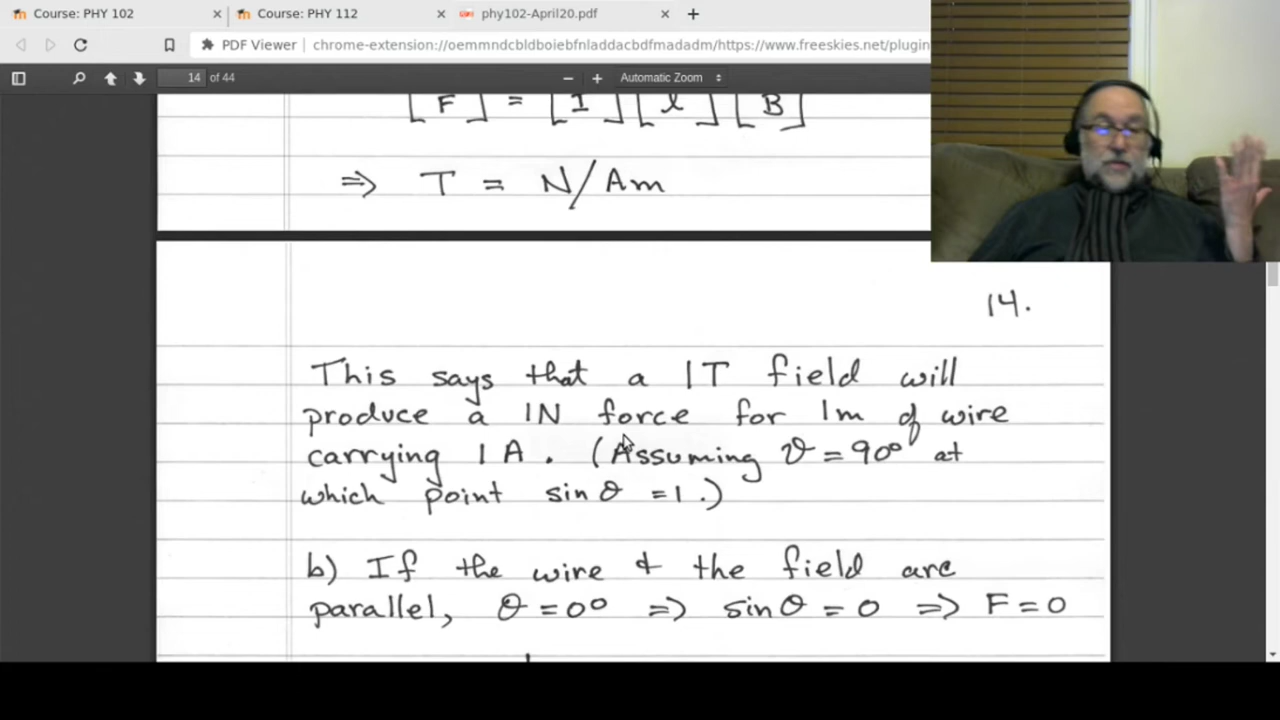 Course: PHY 102
Course: PHY 112
phy102-April20.pdf
PDF Viewer
chrome-extension://oemmndcbldboiebfnladdacbdfmadadm/https://www.freeskies.net/plugin
14 of 44
Automatic Zoom
[F] = [I][l][B]
=> T = N/Am
14.
This says that a 1T field will
produce a 1N force for 1m of wire
carrying 1 A. (Assuming θ = 90° at
which point sin θ = 1.)
b) If the wire & the field are
parallel, θ = 0° => sin θ = 0 => F = 0